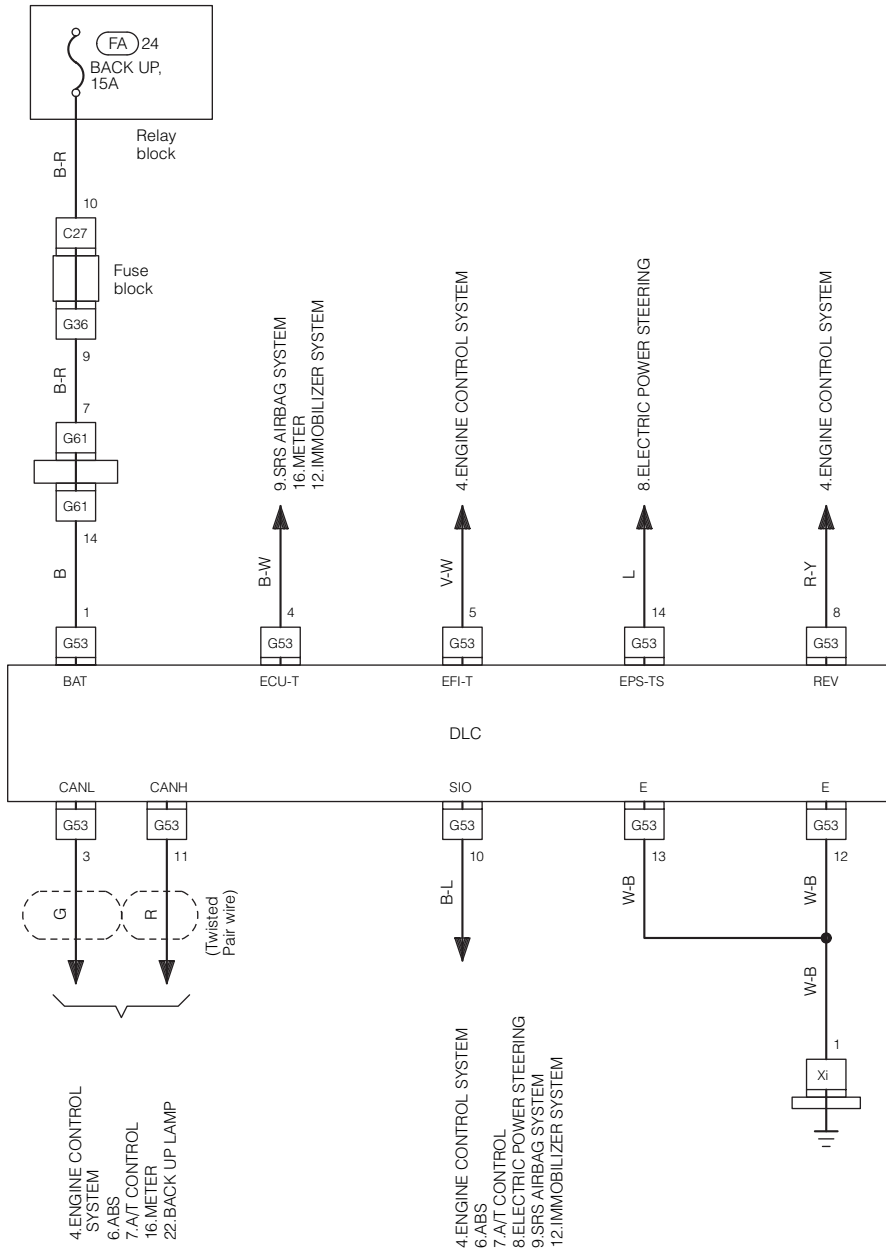 FA 24
BACK UP,
15A
Relay
block
B-R
10
C27
Fuse
block
G36
9
B-R
7
G61
G61
14
B
1
G53
BAT
9.SRS AIRBAG SYSTEM
16.METER
12.IMMOBILIZER SYSTEM
B-W
4
G53
ECU-T
4.ENGINE CONTROL SYSTEM
V-W
5
G53
EFI-T
8.ELECTRIC POWER STEERING
L
14
G53
EPS-TS
4.ENGINE CONTROL SYSTEM
R-Y
8
G53
REV
DLC
CANL
G53
3
G
CANH
G53
11
R
(Twisted
Pair wire)
4.ENGINE CONTROL
SYSTEM
6.ABS
7.A/T CONTROL
16.METER
22.BACK UP LAMP
SIO
G53
10
B-L
4.ENGINE CONTROL SYSTEM
6.ABS
7.A/T CONTROL
8.ELECTRIC POWER STEERING
9.SRS AIRBAG SYSTEM
12.IMMOBILIZER SYSTEM
E
G53
13
W-B
E
G53
12
W-B
W-B
1
Xi